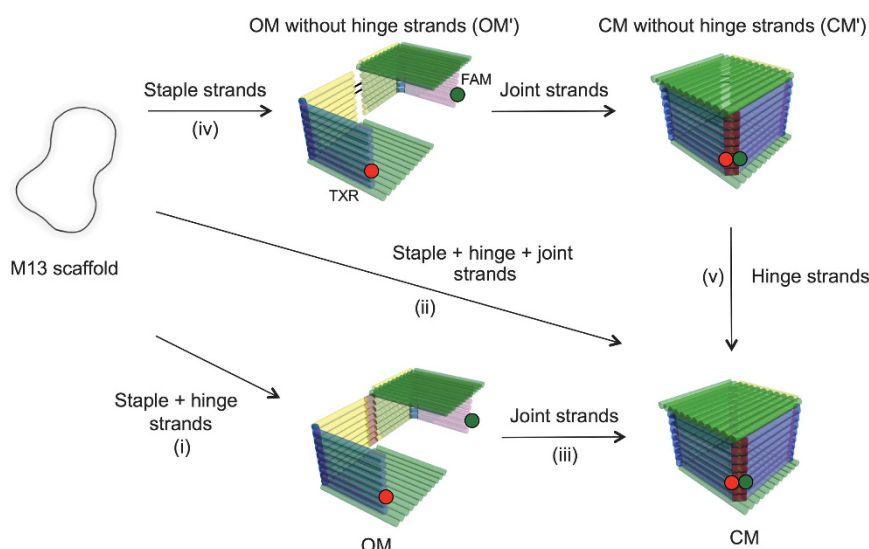 OM without hinge strands (OM')
CM without hinge strands (CM')
Staple strands
(iv)
FAM
TXR
Joint strands
M13 scaffold
Staple + hinge + joint
strands
(ii)
(v)
Hinge strands
Staple + hinge
strands
(i)
Joint strands
(iii)
OM
CM